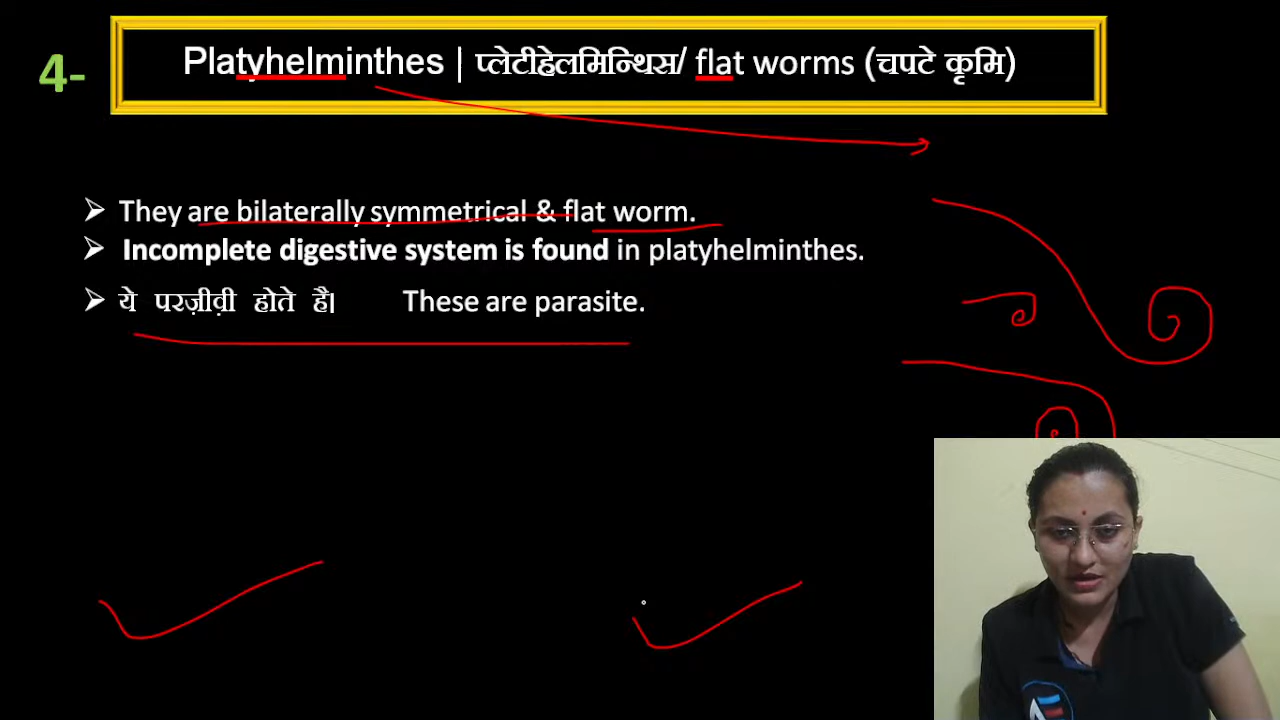 4-
Platyhelminthes | प्लेटीहेलमिन्थिस/ flat worms (चपटे कृमि)
➢ They are bilaterally symmetrical & flat worm.
➢ Incomplete digestive system is found in platyhelminthes.
➢ ये परज़ीव़ी होते है। These are parasite.